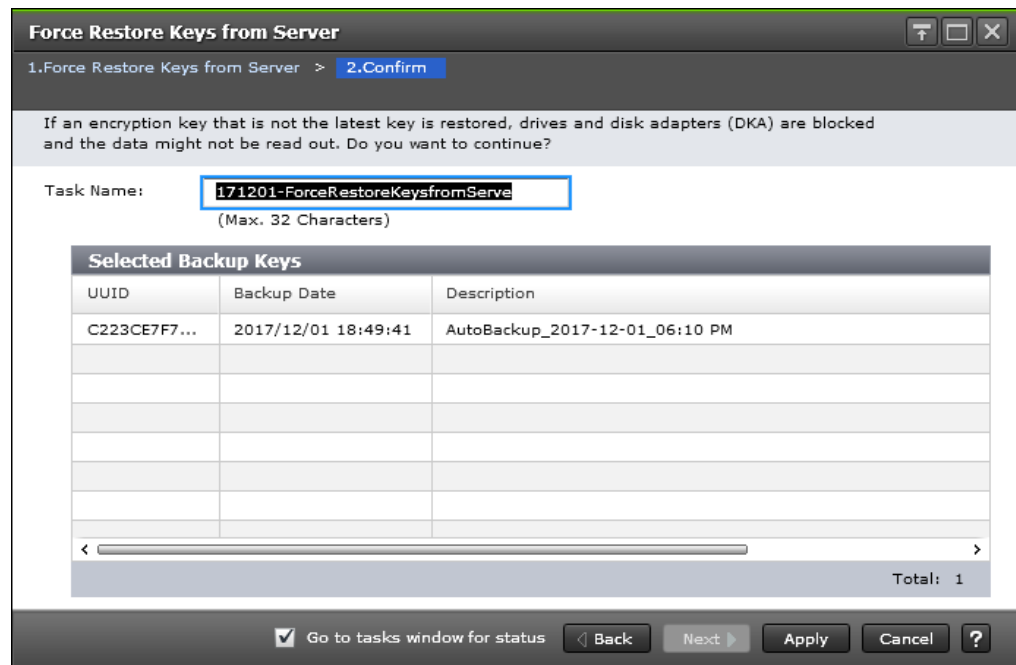 Force Restore Keys from Server
1.Force Restore Keys from Server > 2.Confirm
If an encryption key that is not the latest key is restored, drives and disk adapters (DKA) are blocked
and the data might not be read out. Do you want to continue?
Task Name: 171201-ForceRestoreKeysfromServe
(Max. 32 Characters)
Selected Backup Keys
UUID Backup Date Description
C223CE7F7... 2017/12/01 18:49:41 AutoBackup_2017-12-01_06:10 PM
Total: 1
Go to tasks window for status Back Next Apply Cancel ?